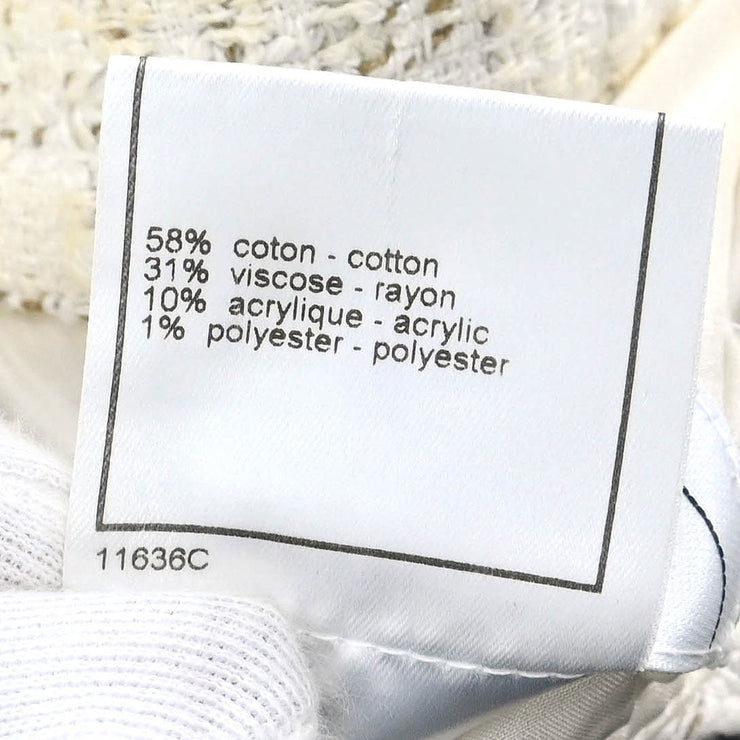 58% coton - cotton
31% viscose - rayon
10% acrylique - acrylic
1% polyester - polyester
11636C